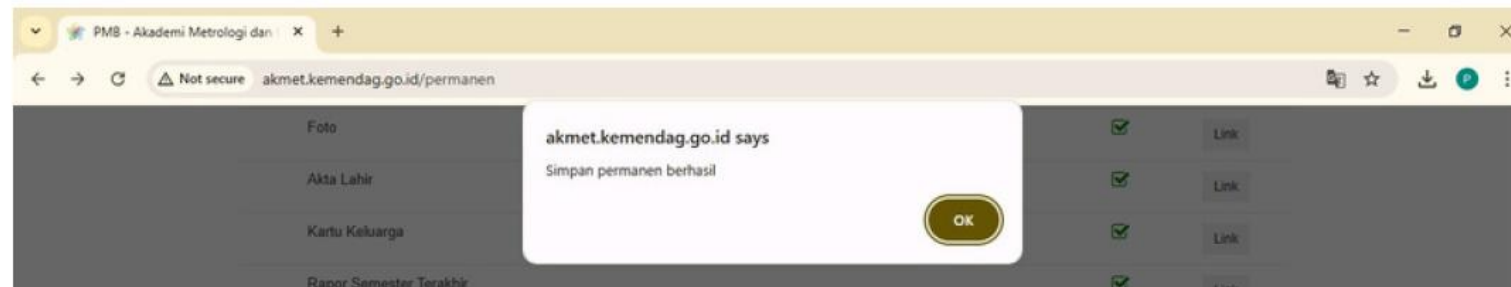 PMB - Akademi Metrologi dan
Not secure akmet.kemendag.go.id/permanen
P
akmet.kemendag.go.id says
Simpan permanen berhasil
OK
Foto Link
Akta Lahir Link
Kartu Keluarga Link
Rapor Semester Terakhir Link